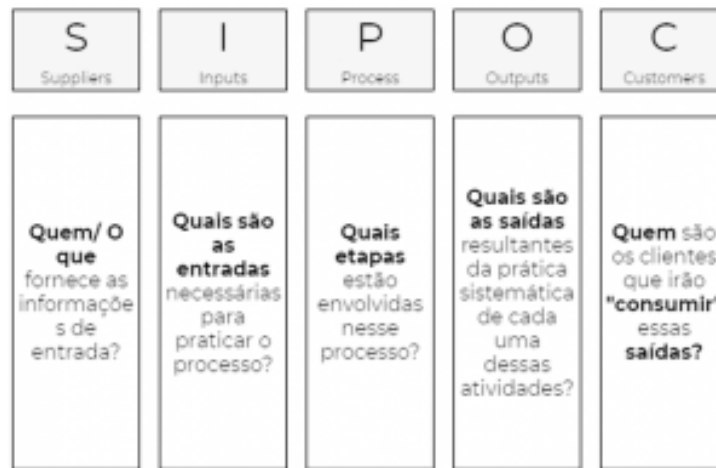 S
Suppliers
I
Inputs
P
Process
O
Outputs
C
Customers
Quem/ O
que
fornece as
informaçõe
s de
entrada?
Quais são
as
entradas
necessárias
para
praticar o
processo?
Quais
etapas
estão
envolvidas
nesse
processo?
Quais são
as saídas
resultantes
da prática
sistemática
de cada
uma
dessas
atividades?
Quem são
os clientes
que irão
"consumir"
essas
saídas?